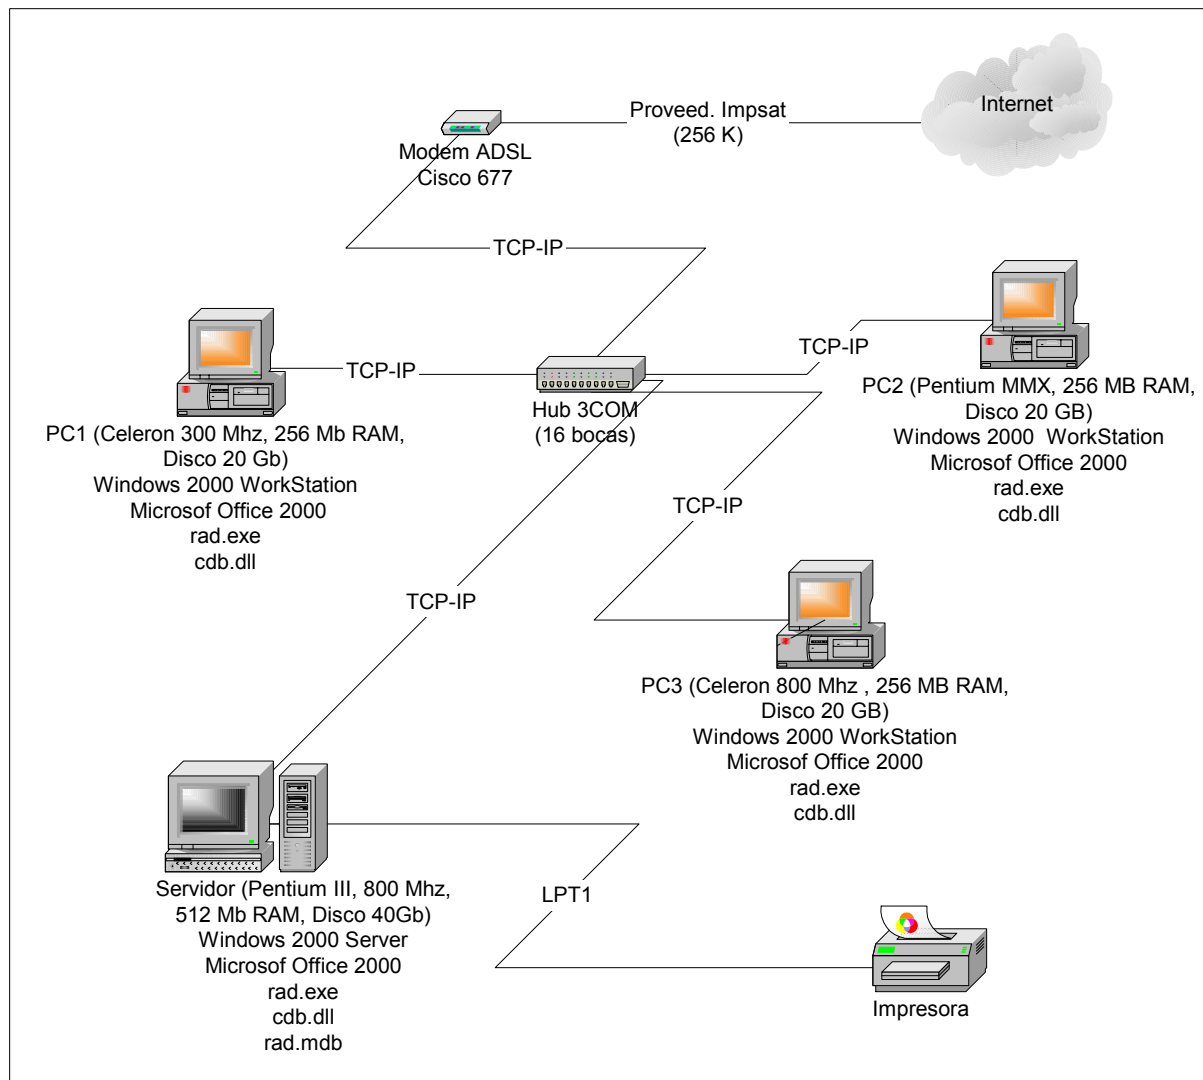 Internet
Proveed. Impsat
(256 K)
Modem ADSL
Cisco 677
TCP-IP
TCP-IP
TCP-IP
Hub 3COM
(16 bocas)
PC2 (Pentium MMX, 256 MB RAM,
Disco 20 GB)
Windows 2000  WorkStation
Microsof Office 2000
rad.exe
cdb.dll
PC1 (Celeron 300 Mhz, 256 Mb RAM,
Disco 20 Gb)
Windows 2000 WorkStation
Microsof Office 2000
rad.exe
cdb.dll
TCP-IP
TCP-IP
PC3 (Celeron 800 Mhz , 256 MB RAM,
Disco 20 GB)
Windows 2000 WorkStation
Microsof Office 2000
rad.exe
cdb.dll
Servidor (Pentium III, 800 Mhz,
512 Mb RAM, Disco 40Gb)
Windows 2000 Server
Microsof Office 2000
rad.exe
cdb.dll
rad.mdb
LPT1
Impresora